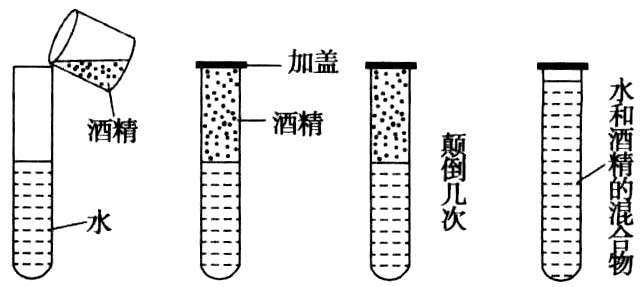 酒精
水
加盖
酒精
颠倒几次
水和酒精的混合物